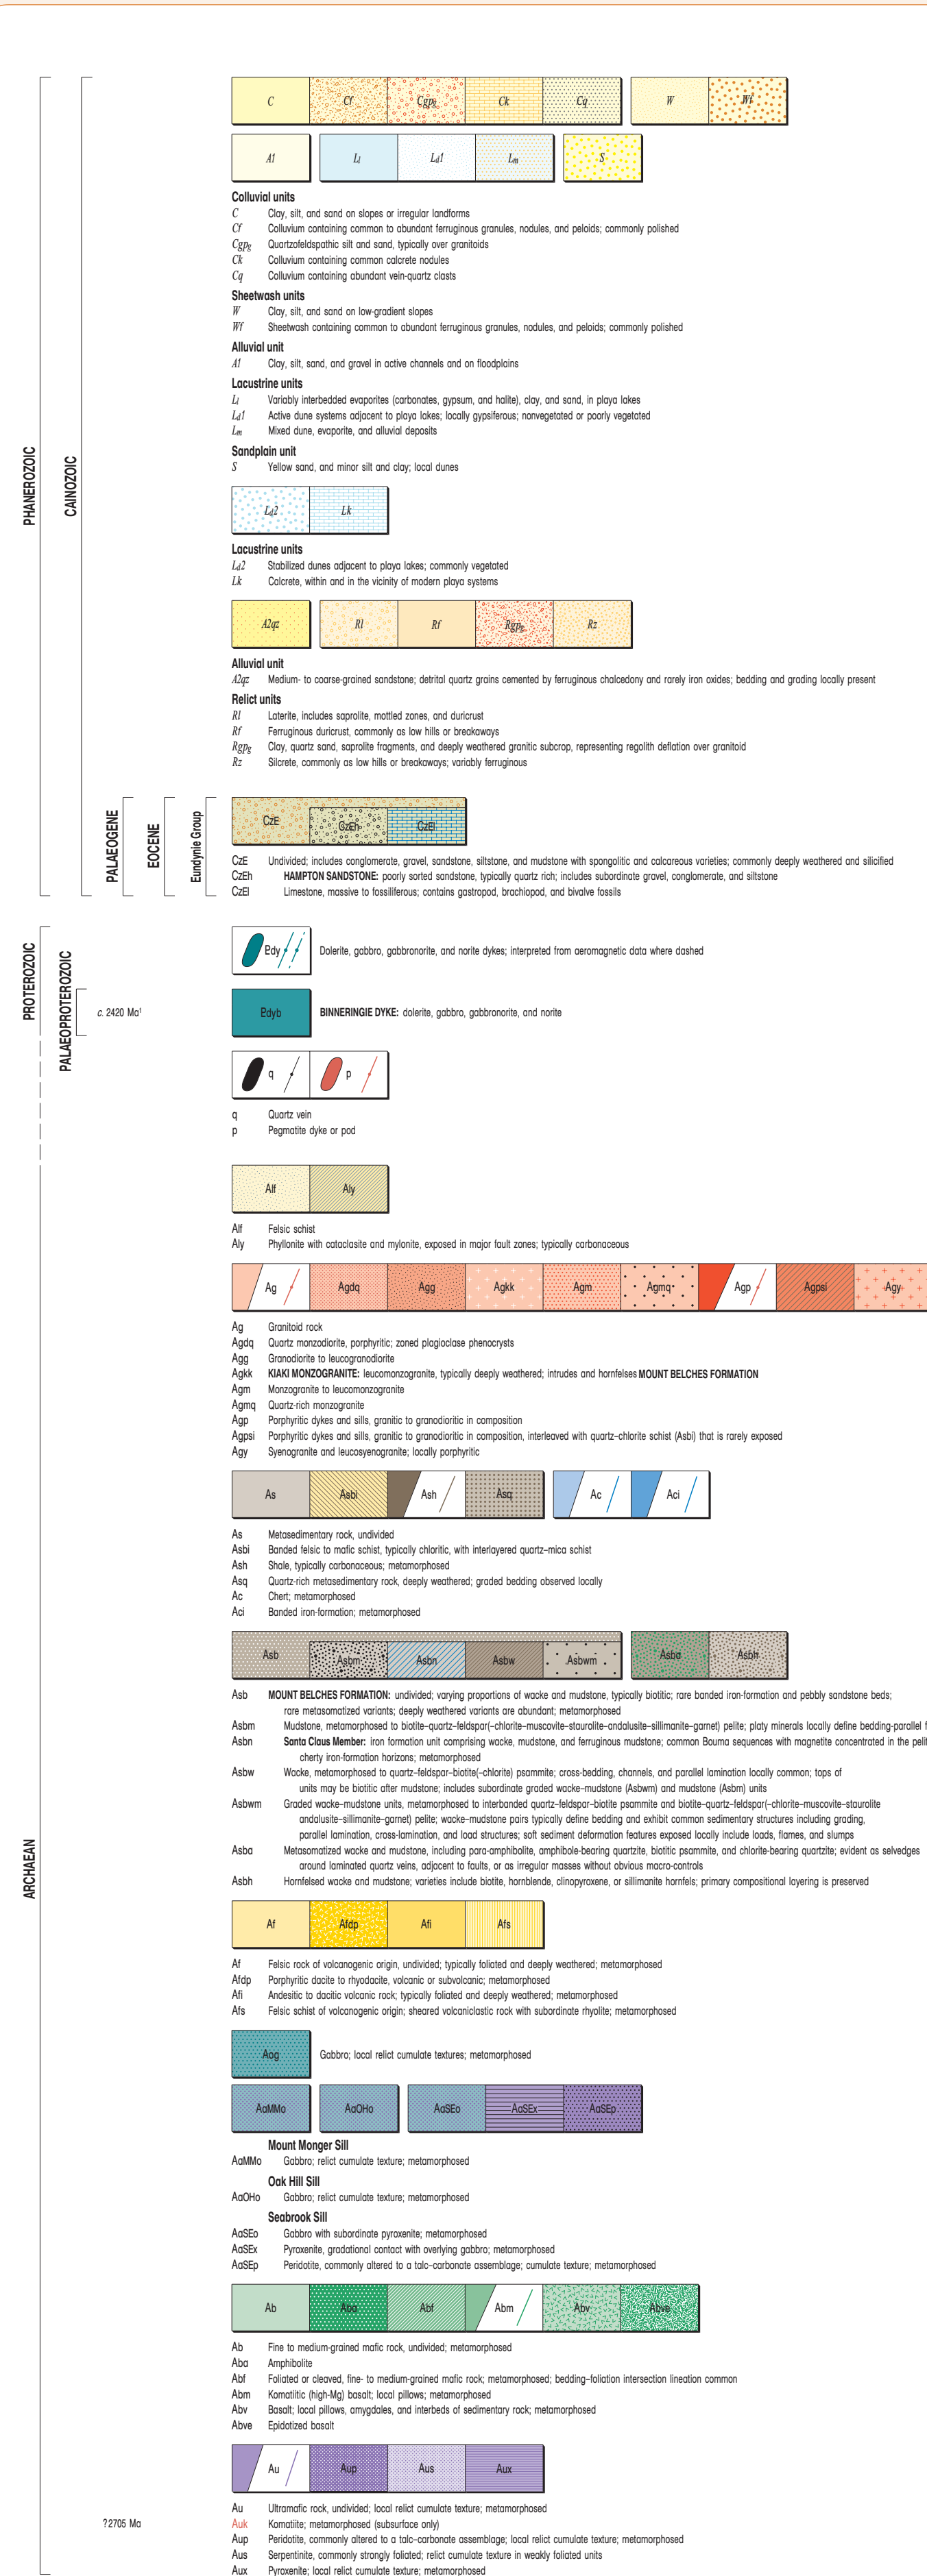 C Cf Cgpg Ck Cq W Wf
A1 Ll Ld1 Lm S
Colluvial units
C Clay, silt, and sand on slopes or irregular landforms
Cf Colluvium containing common to abundant ferruginous granules, nodules, and peloids; commonly polished
Cgpg Quartzofeldspathic silt and sand, typically over granitoids
Ck Colluvium containing common calcrete nodules
Cq Colluvium containing abundant vein-quartz clasts
Sheetwash units
W Clay, silt, and sand on low-gradient slopes
Wf Sheetwash containing common to abundant ferruginous granules, nodules, and peloids; commonly polished
Alluvial unit
A1 Clay, silt, sand, and gravel in active channels and on floodplains
Lacustrine units
Ll Variably interbedded evaporites (carbonates, gypsum, and halite), clay, and sand, in playa lakes
Ld1 Active dune systems adjacent to playa lakes; locally gypsiferous; nonvegetated or poorly vegetated
Lm Mixed dune, evaporite, and alluvial deposits
Sandplain unit
S Yellow sand, and minor silt and clay; local dunes
PHANEROZOIC
CAINOZOIC
Ld2 Lk
Lacustrine units
Ld2 Stabilized dunes adjacent to playa lakes; commonly vegetated
Lk Calcrete, within and in the vicinity of modern playa systems
A2qz Rl Rf Rgpg Rz
Alluvial unit
A2qz Medium- to coarse-grained sandstone; detrital quartz grains cemented by ferruginous chalcedony and rarely iron oxides; bedding and grading locally present
Relict units
Rl Laterite, includes saprolite, mottled zones, and duricrust
Rf Ferruginous duricrust, commonly as low hills or breakaways
Rgpg Clay, quartz sand, saprolite fragments, and deeply weathered granitic subcrop, representing regolith deflation over granitoid
Rz Silcrete, commonly as low hills or breakaways; variably ferruginous
PALAEOGENE
EOCENE
Eundynie Group
CzE CzEh CzEl
CzE Undivided; includes conglomerate, gravel, sandstone, siltstone, and mudstone with spongolitic and calcareous varieties; commonly deeply weathered and silicified
CzEh HAMPTON SANDSTONE: poorly sorted sandstone, typically quartz rich; includes subordinate gravel, conglomerate, and siltstone
CzEl Limestone, massive to fossiliferous; contains gastropod, brachiopod, and bivalve fossils
PROTEROZOIC
PALAEOPROTEROZOIC
Pdy Dolerite, gabbro, gabbronorite, and norite dykes; interpreted from aeromagnetic data where dashed
c. 2420 Ma¹ Pdyb BINNERINGIE DYKE: dolerite, gabbro, gabbronorite, and norite
q p
q Quartz vein
p Pegmatite dyke or pod
Alf Aly
Alf Felsic schist
Aly Phyllonite with cataclasite and mylonite, exposed in major fault zones; typically carbonaceous
Ag Agdq Agg Agkk Agm Agmq Agp Agpsi Agy
Ag Granitoid rock
Agdq Quartz monzodiorite, porphyritic; zoned plagioclase phenocrysts
Agg Granodiorite to leucogranodiorite
Agkk KIAKI MONZOGRANITE: leucomonzogranite, typically deeply weathered; intrudes and hornfelses MOUNT BELCHES FORMATION
Agm Monzogranite to leucomonzogranite
Agmq Quartz-rich monzogranite
Agp Porphyritic dykes and sills, granitic to granodioritic in composition
Agpsi Porphyritic dykes and sills, granitic to granodioritic in composition, interleaved with quartz–chlorite schist (Asbi) that is rarely exposed
Agy Syenogranite and leucosyenogranite; locally porphyritic
As Asbi Ash Asq Ac Aci
As Metasedimentary rock, undivided
Asbi Banded felsic to mafic schist, typically chloritic, with interlayered quartz–mica schist
Ash Shale, typically carbonaceous; metamorphosed
Asq Quartz-rich metasedimentary rock, deeply weathered; graded bedding observed locally
Ac Chert; metamorphosed
Aci Banded iron-formation; metamorphosed
Asb Asbm Asbn Asbw Asbwm Asba Asbh
Asb MOUNT BELCHES FORMATION: undivided; varying proportions of wacke and mudstone, typically biotitic; rare banded iron-formation and pebbly sandstone beds;
rare metasomatized variants; deeply weathered variants are abundant; metamorphosed
Asbm Mudstone, metamorphosed to biotite–quartz–feldspar(–chlorite–muscovite–staurolite–andalusite–sillimanite–garnet) pelite; platy minerals locally define bedding-parallel f
Asbn Santa Claus Member: iron formation unit comprising wacke, mudstone, and ferruginous mudstone; common Bouma sequences with magnetite concentrated in the peli
cherty iron-formation horizons; metamorphosed
Asbw Wacke, metamorphosed to quartz–feldspar–biotite(–chlorite) psammite; cross-bedding, channels, and parallel lamination locally common; tops of
units may be biotitic after mudstone; includes subordinate graded wacke–mudstone (Asbwm) and mudstone (Asbm) units
Asbwm Graded wacke–mudstone units, metamorphosed to interbanded quartz–feldspar–biotite psammite and biotite–quartz–feldspar(–chlorite–muscovite–staurolite
andalusite–sillimanite–garnet) pelite; wacke–mudstone pairs typically define bedding and exhibit common sedimentary structures including grading,
parallel lamination, cross-lamination, and load structures; soft sediment deformation features exposed locally include loads, flames, and slumps
Asba Metasomatized wacke and mudstone, including para-amphibolite, amphibole-bearing quartzite, biotitic psammite, and chlorite-bearing quartzite; evident as selvedges
around laminated quartz veins, adjacent to faults, or as irregular masses without obvious macro-controls
Asbh Hornfelsed wacke and mudstone; varieties include biotite, hornblende, clinopyroxene, or sillimanite hornfels; primary compositional layering is preserved
ARCHAEAN
Af Afdp Afi Afs
Af Felsic rock of volcanogenic origin, undivided; typically foliated and deeply weathered; metamorphosed
Afdp Porphyritic dacite to rhyodacite, volcanic or subvolcanic; metamorphosed
Afi Andesitic to dacitic volcanic rock; typically foliated and deeply weathered; metamorphosed
Afs Felsic schist of volcanogenic origin; sheared volcaniclastic rock with subordinate rhyolite; metamorphosed
Aog Gabbro; local relict cumulate textures; metamorphosed
AaMMo AaOHo AaSEo AaSEx AaSEp
Mount Monger Sill
AaMMo Gabbro; relict cumulate texture; metamorphosed
Oak Hill Sill
AaOHo Gabbro; relict cumulate texture; metamorphosed
Seabrook Sill
AaSEo Gabbro with subordinate pyroxenite; metamorphosed
AaSEx Pyroxenite, gradational contact with overlying gabbro; metamorphosed
AaSEp Peridotite, commonly altered to a talc–carbonate assemblage; cumulate texture; metamorphosed
Ab Aba Abf Abm Abv Abve
Ab Fine to medium-grained mafic rock, undivided; metamorphosed
Aba Amphibolite
Abf Foliated or cleaved, fine- to medium-grained mafic rock; metamorphosed; bedding–foliation intersection lineation common
Abm Komatiitic (high-Mg) basalt; local pillows; metamorphosed
Abv Basalt; local pillows, amygdales, and interbeds of sedimentary rock; metamorphosed
Abve Epidotized basalt
Au Aup Aus Aux
Au Ultramafic rock, undivided; local relict cumulate texture; metamorphosed
?2705 Ma Auk Komatiite; metamorphosed (subsurface only)
Aup Peridotite, commonly altered to a talc–carbonate assemblage; local relict cumulate texture; metamorphosed
Aus Serpentinite, commonly strongly foliated; relict cumulate texture in weakly foliated units
Aux Pyroxenite; local relict cumulate texture; metamorphosed